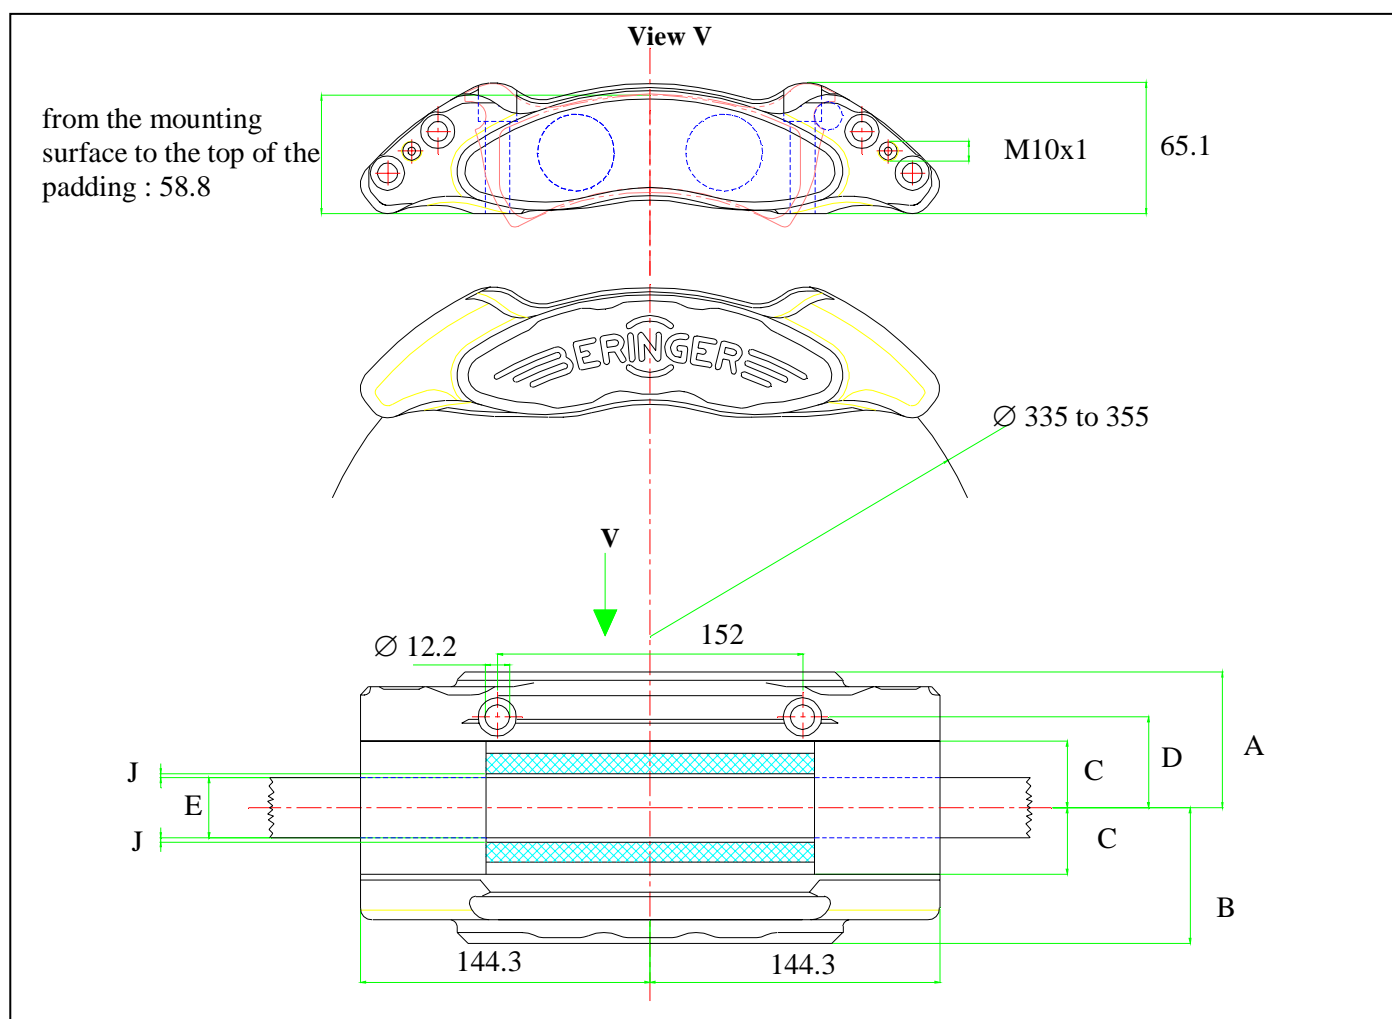 View V
from the mounting
surface to the top of the
padding : 58.8
M10x1
65.1
BERINGER
∅ 335 to 355
V
152
∅ 12.2
J
E
J
C
D
A
C
B
144.3
144.3